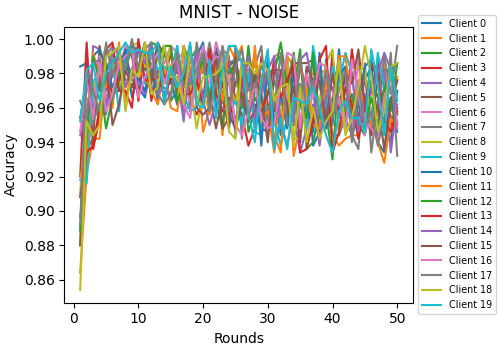 MNIST - NOISE
Accuracy
1.00
0.98
0.96
0.94
0.92
0.90
0.88
0.86
0
10
20
30
40
50
Rounds
Client 0
Client 1
Client 2
Client 3
Client 4
Client 5
Client 6
Client 7
Client 8
Client 9
Client 10
Client 11
Client 12
Client 13
Client 14
Client 15
Client 16
Client 17
Client 18
Client 19